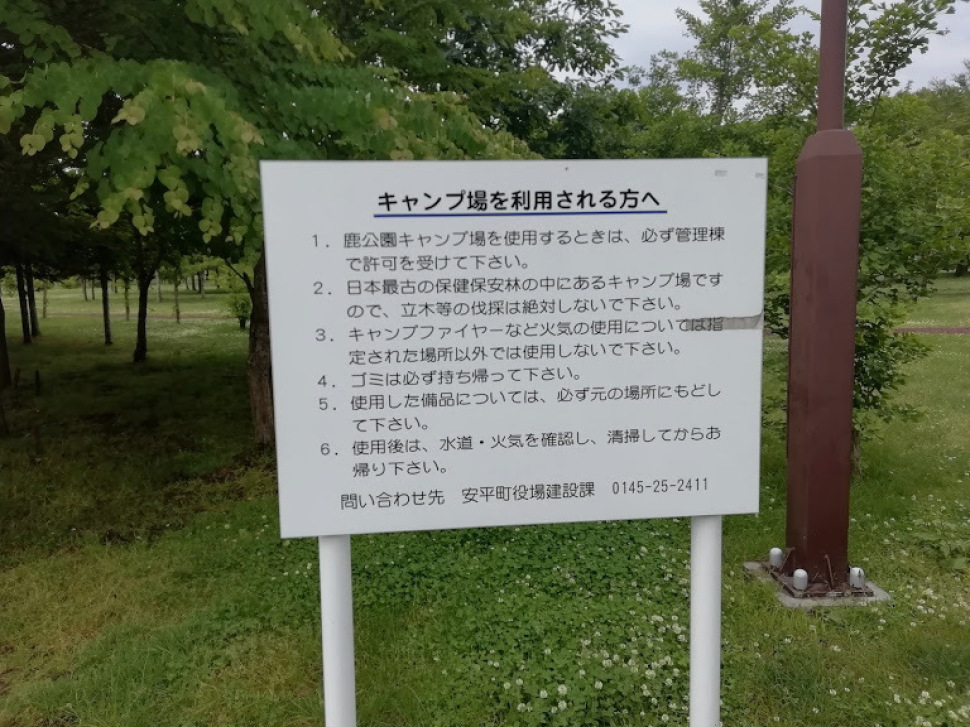 キャンプ場を利用される方へ
1．鹿公園キャンプ場を使用するときは、必ず管理棟
で許可を受けて下さい。
2．日本最古の保健保安林の中にあるキャンプ場です
ので、立木等の伐採は絶対しないで下さい。
3．キャンプファイヤーなど火気の使用については指
定された場所以外では使用しないで下さい。
4．ゴミは必ず持ち帰って下さい。
5．使用した備品については、必ず元の場所にもどし
て下さい。
6．使用後は、水道・火気を確認し、清掃してからお
帰り下さい。
問い合わせ先　安平町役場建設課　0145-25-2411